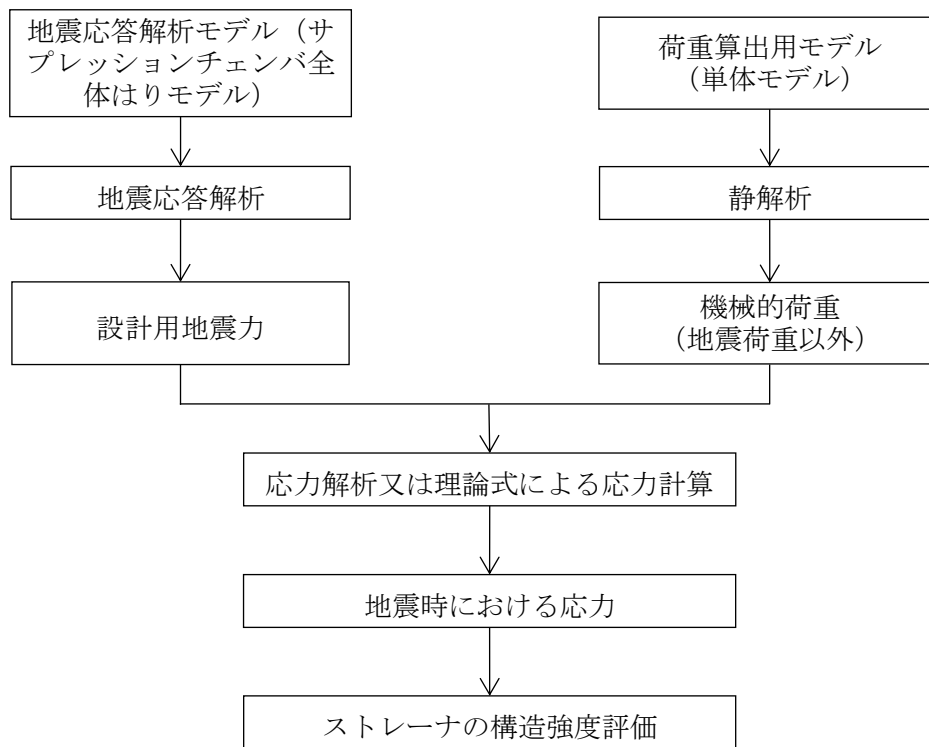 地震応答解析モデル（サ
プレッションチェンバ全
体はりモデル）
荷重算出用モデル
（単体モデル）
地震応答解析
静解析
設計用地震力
機械的荷重
（地震荷重以外）
応力解析又は理論式による応力計算
地震時における応力
ストレーナの構造強度評価